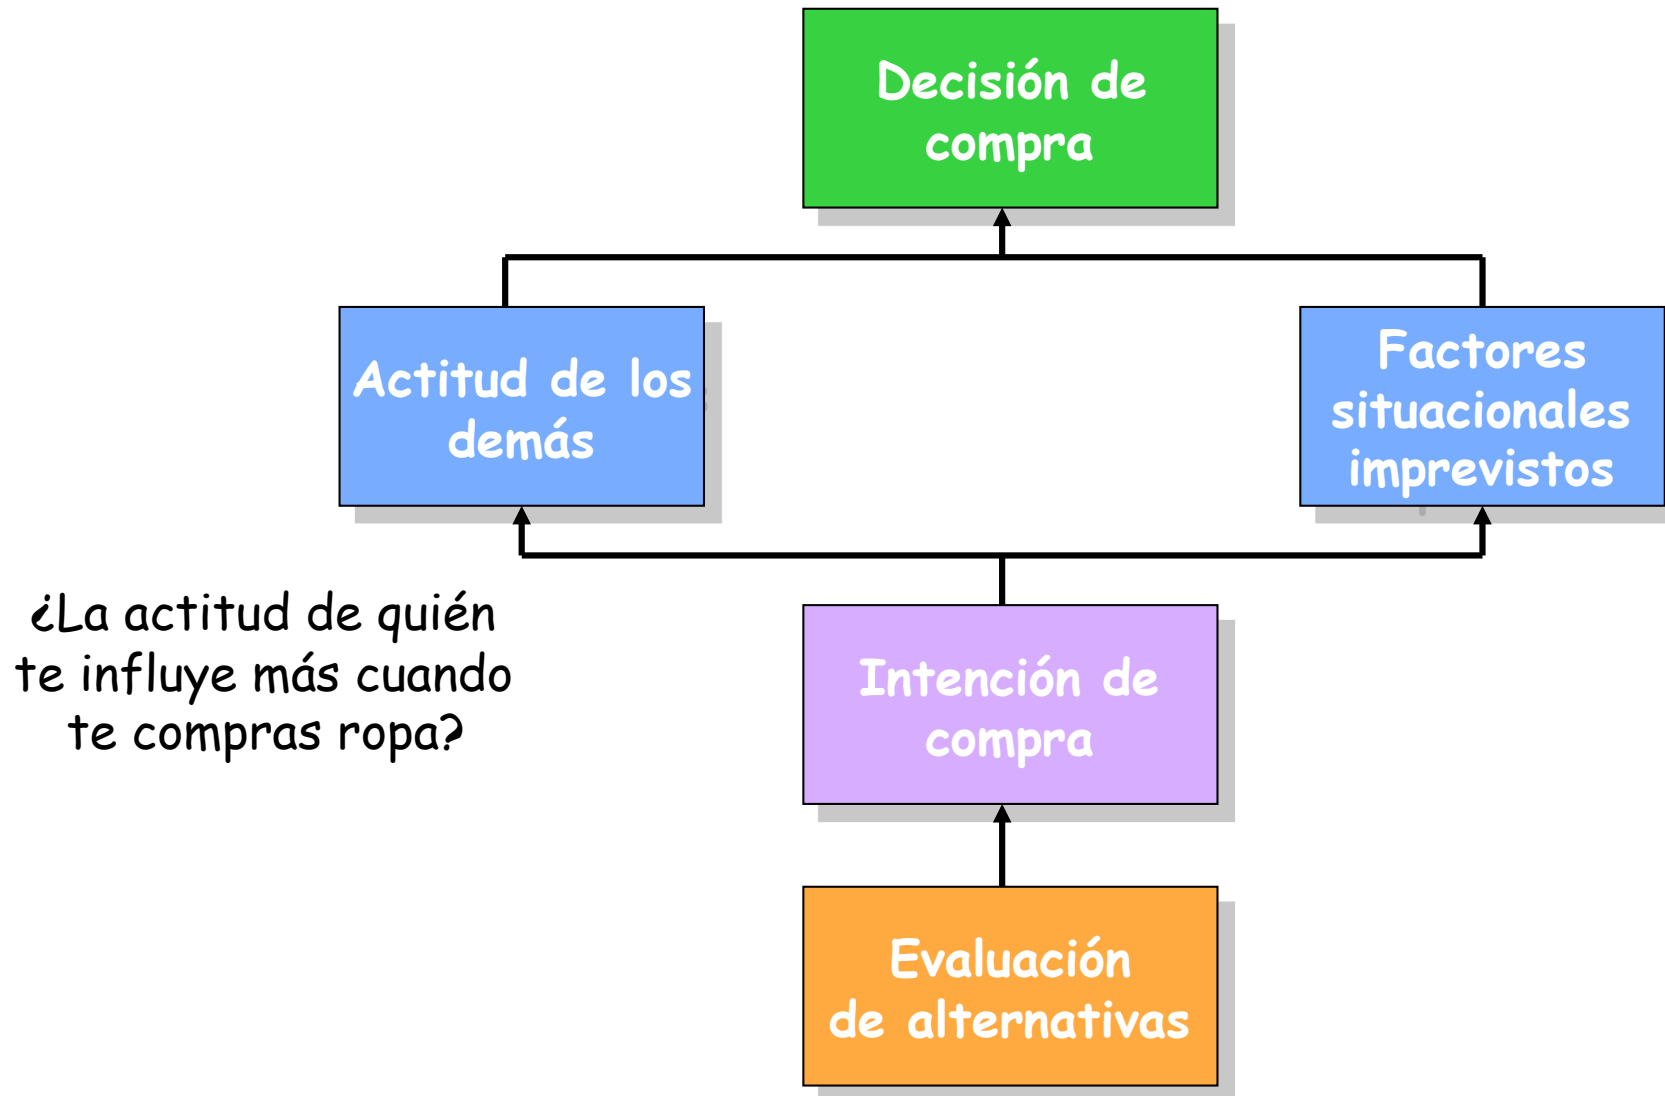 Decisión de
compra
Actitud de los
demás
Factores
situacionales
imprevistos
¿La actitud de quién
te influye más cuando
te compras ropa?
Intención de
compra
Evaluación
de alternativas